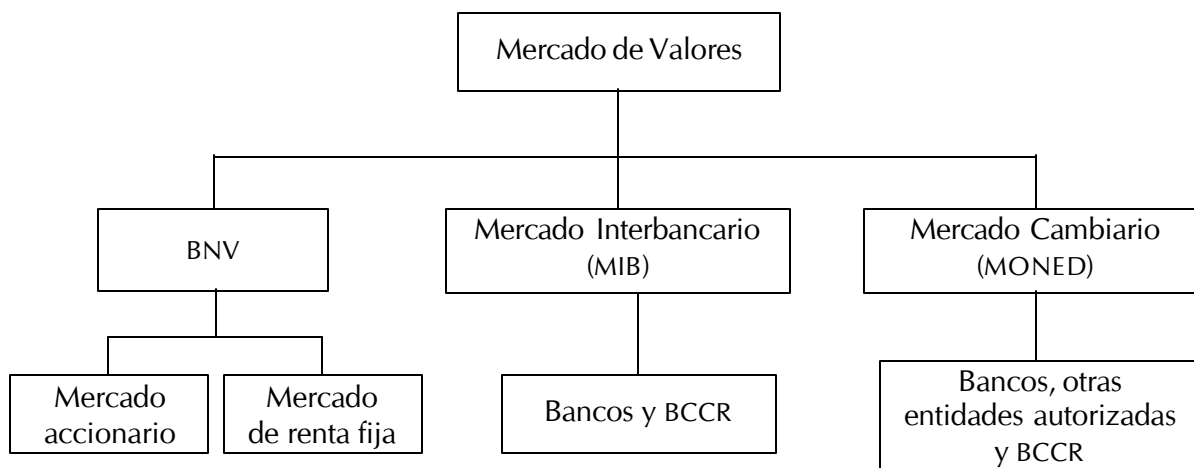 Mercado de Valores
BNV
Mercado Interbancario
(MIB)
Mercado Cambiario
(MONED)
Mercado
accionario
Mercado
de renta fija
Bancos y BCCR
Bancos, otras
entidades autorizadas
y BCCR